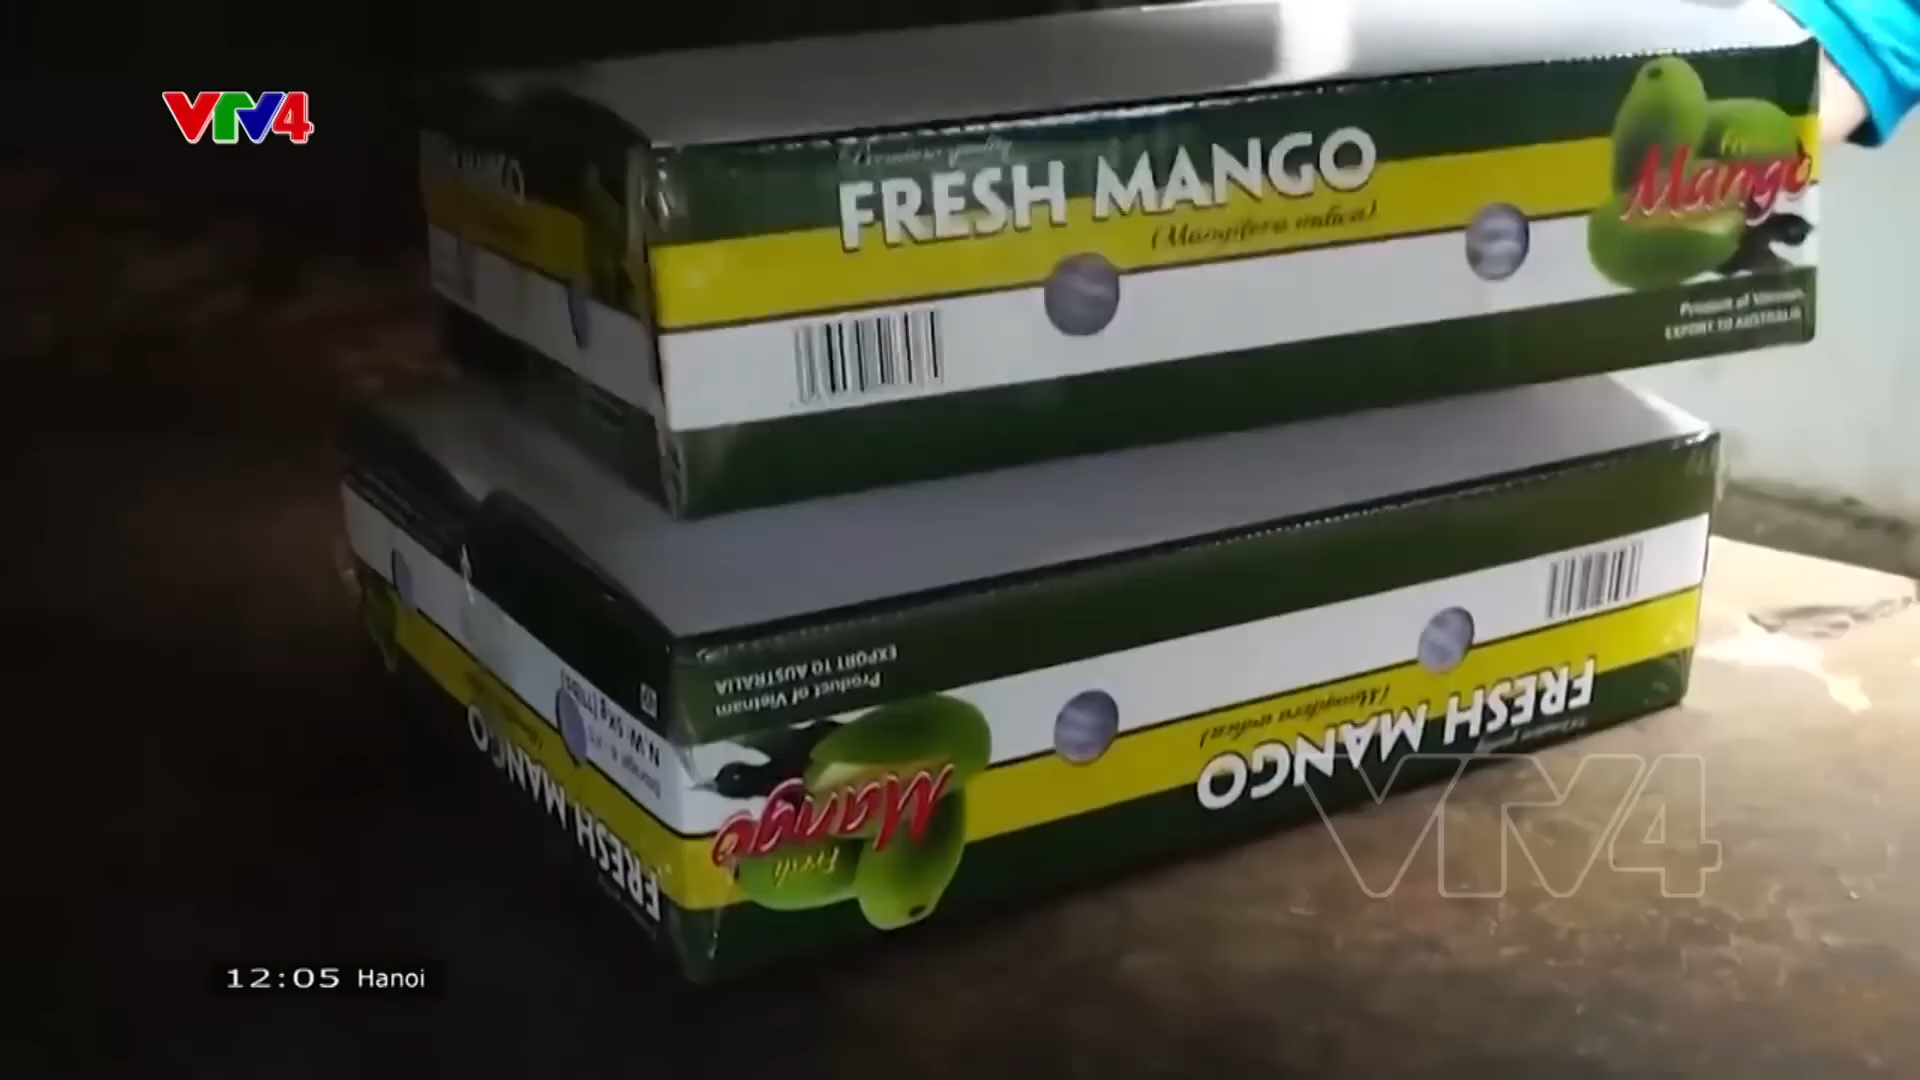 VTV4
Premium quality
FRESH MANGO
(Mangifera indica)
Fresh
Mango
Product of Vietnam
EXPORT TO AUSTRALIA
MANGO
EXPORT TO AUSTRALIA
Product of Vietnam
Mango
Fresh
(Mangifera indica)
FRESH MANGO
N.W: 5Kg
FRESH MANGO
VTV4
12:05 Hanoi